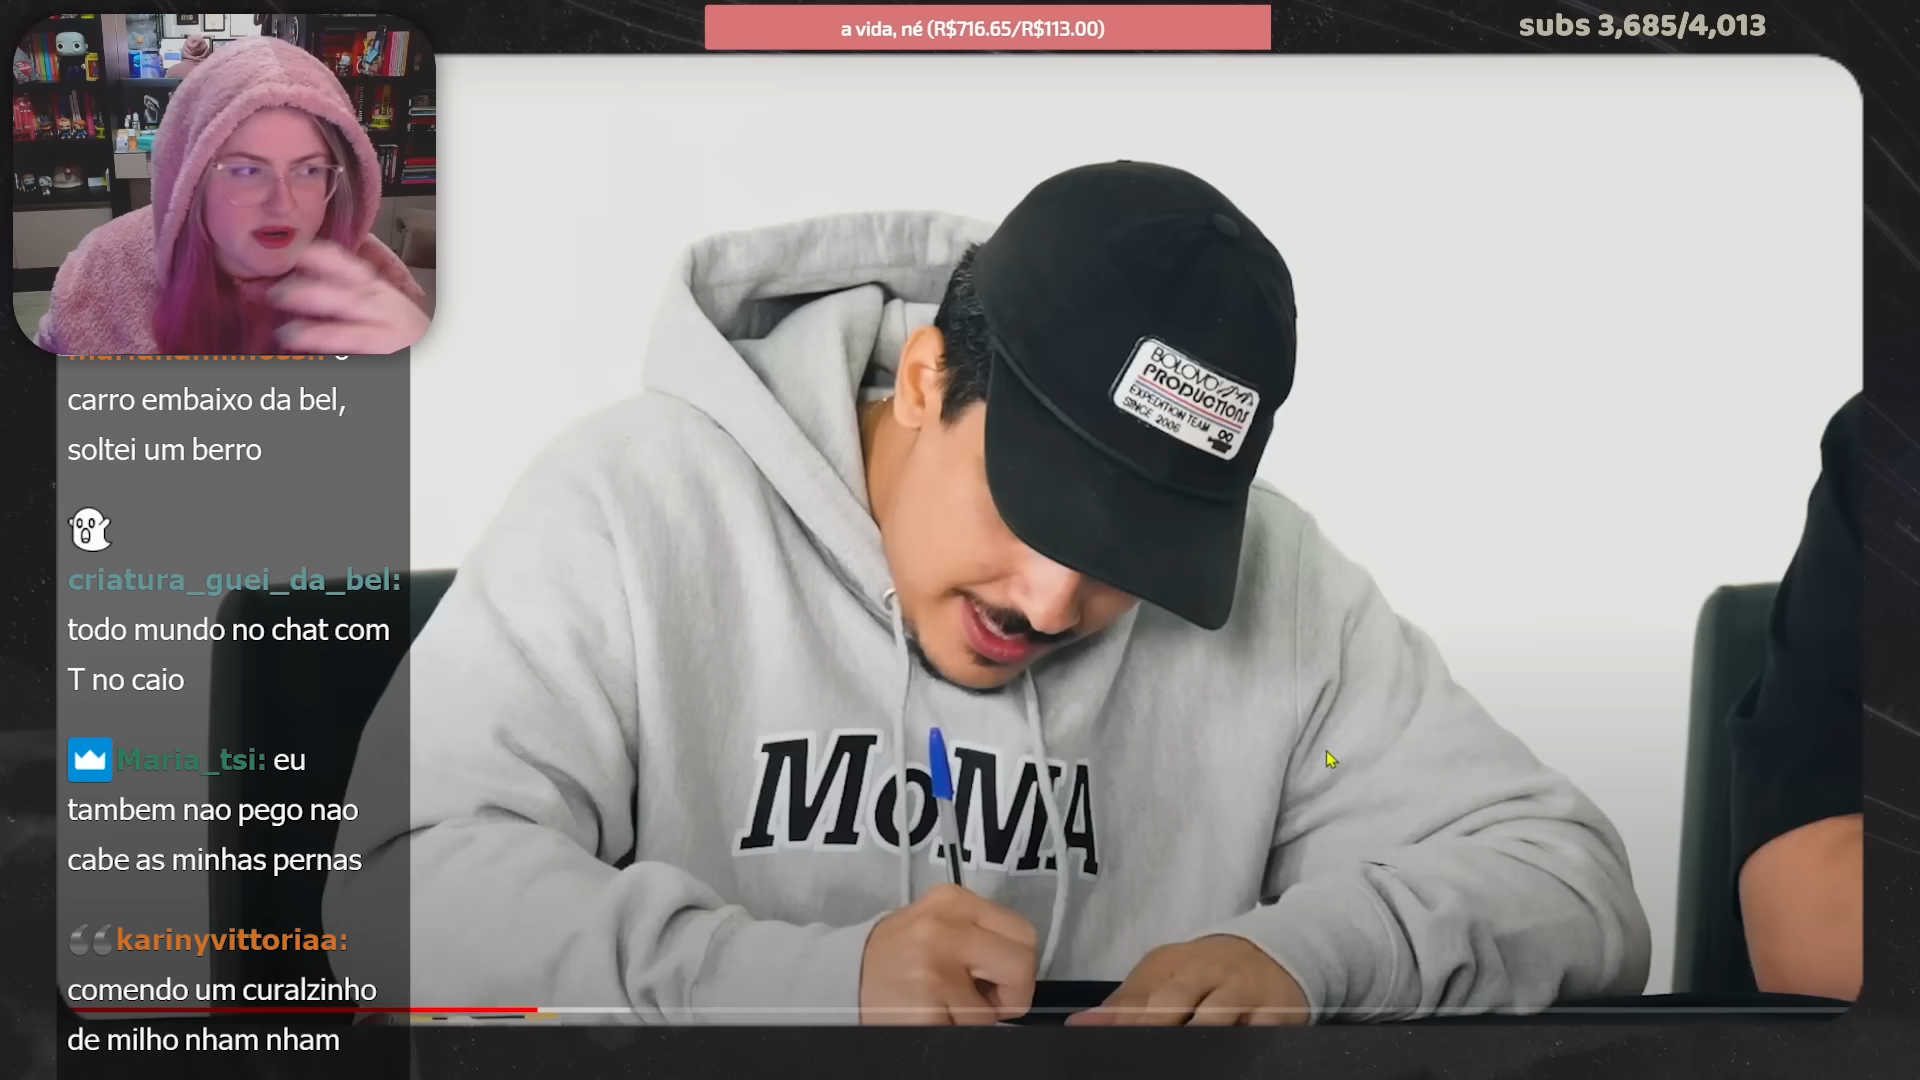 a vida, né (R$716.65/R$113.00)
subs 3,685/4,013
BOLOVO
PRODUCTIONS
EXPEDITION TEAM
SINCE 2006
MoMA
carro embaixo da bel,
soltei um berro
criatura_guei_da_bel:
todo mundo no chat com
T no caio
Maria_tsi: eu
tambem nao pego nao
cabe as minhas pernas
karinyvittoriaa:
comendo um curalzinho
de milho nham nham